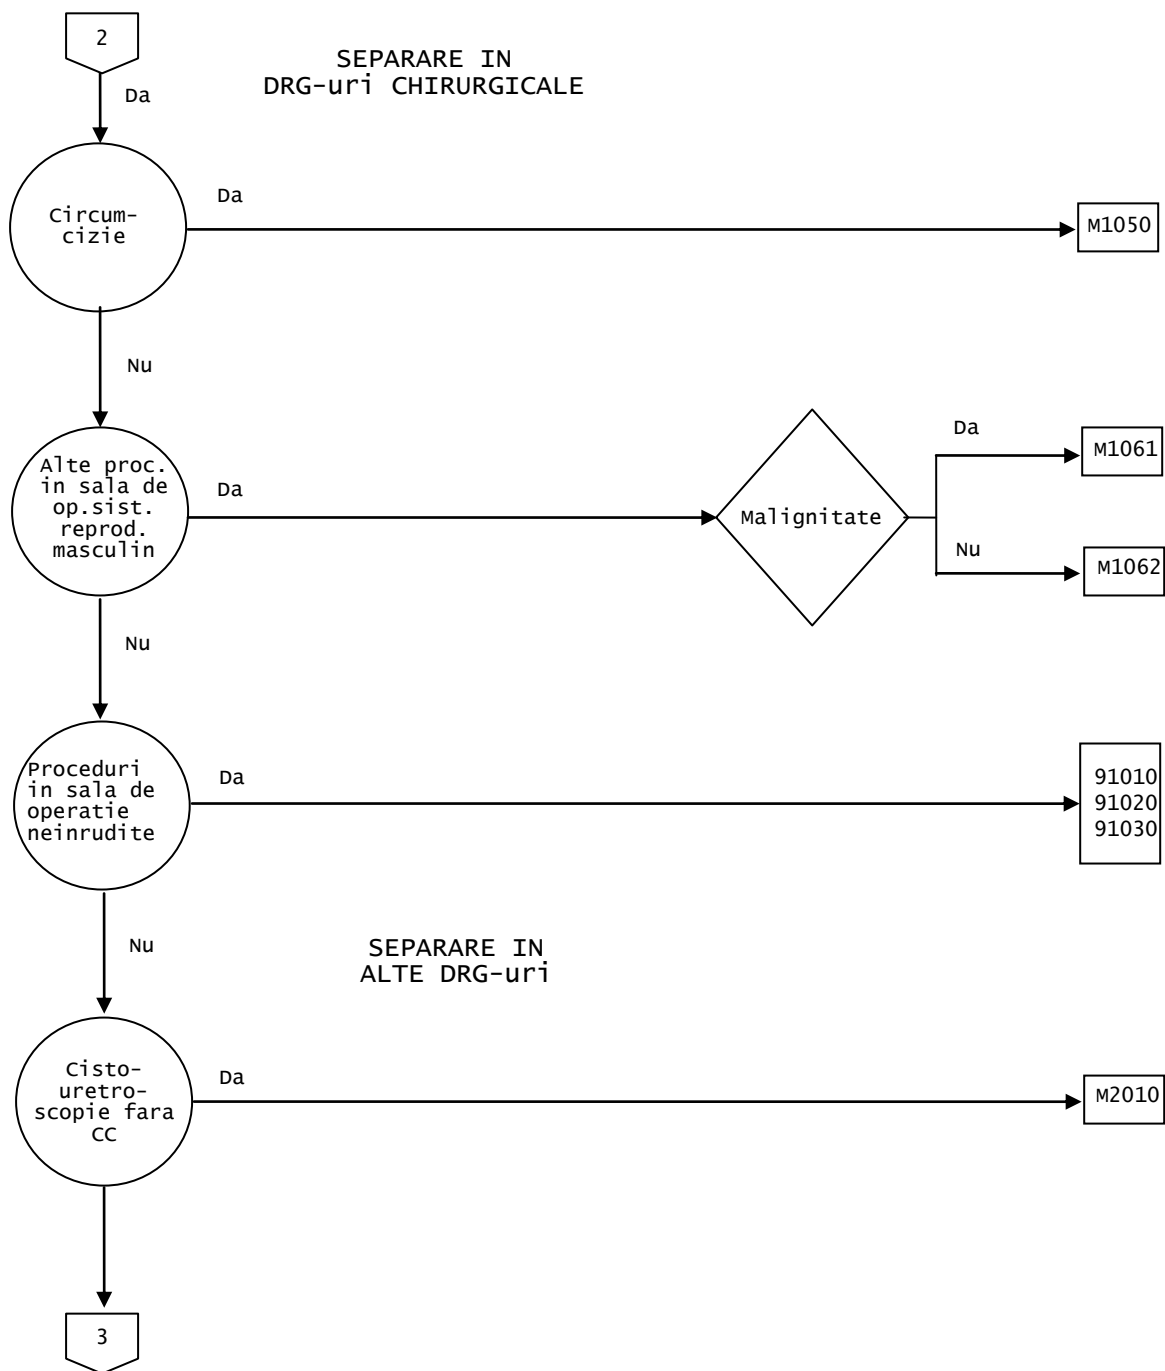 2
SEPARARE IN
DRG-uri CHIRURGICALE
Da
Circum-
cizie
Da
M1050
Nu
Alte proc.
in sala de
op.sist.
reprod.
masculin
Da
Malignitate
Da
M1061
Nu
M1062
Nu
Proceduri
in sala de
operatie
neinrudite
Da
91010
91020
91030
Nu
SEPARARE IN
ALTE DRG-uri
Cisto-
uretro-
scopie fara
CC
Da
M2010
3